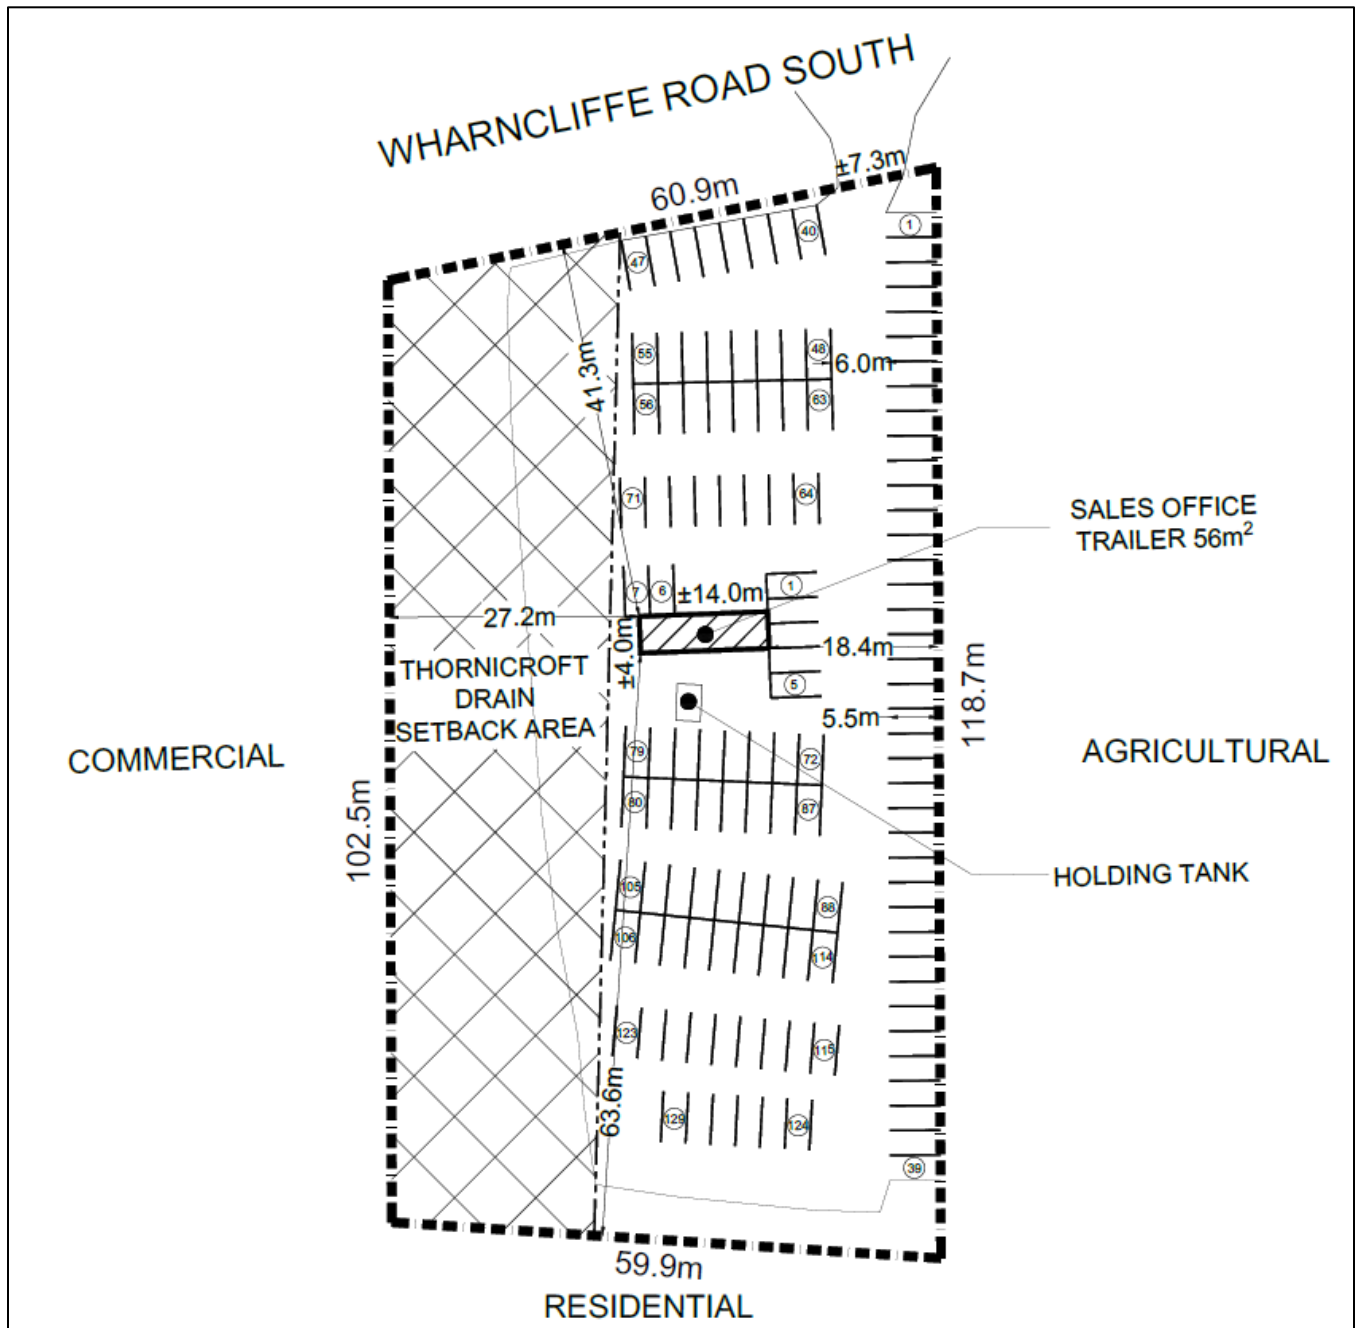 WHARNCLIFFE ROAD SOUTH
±7.3m
60.9m
1
40
47
41.3m
55
48
6.0m
56
63
71
64
SALES OFFICE
TRAILER 56m²
7
6
±14.0m
1
27.2m
±4.0m
18.4m
THORNICROFT
DRAIN
SETBACK AREA
5
5.5m
118.7m
COMMERCIAL
AGRICULTURAL
79
72
80
87
102.5m
HOLDING TANK
105
88
106
114
123
115
63.6m
129
124
39
59.9m
RESIDENTIAL